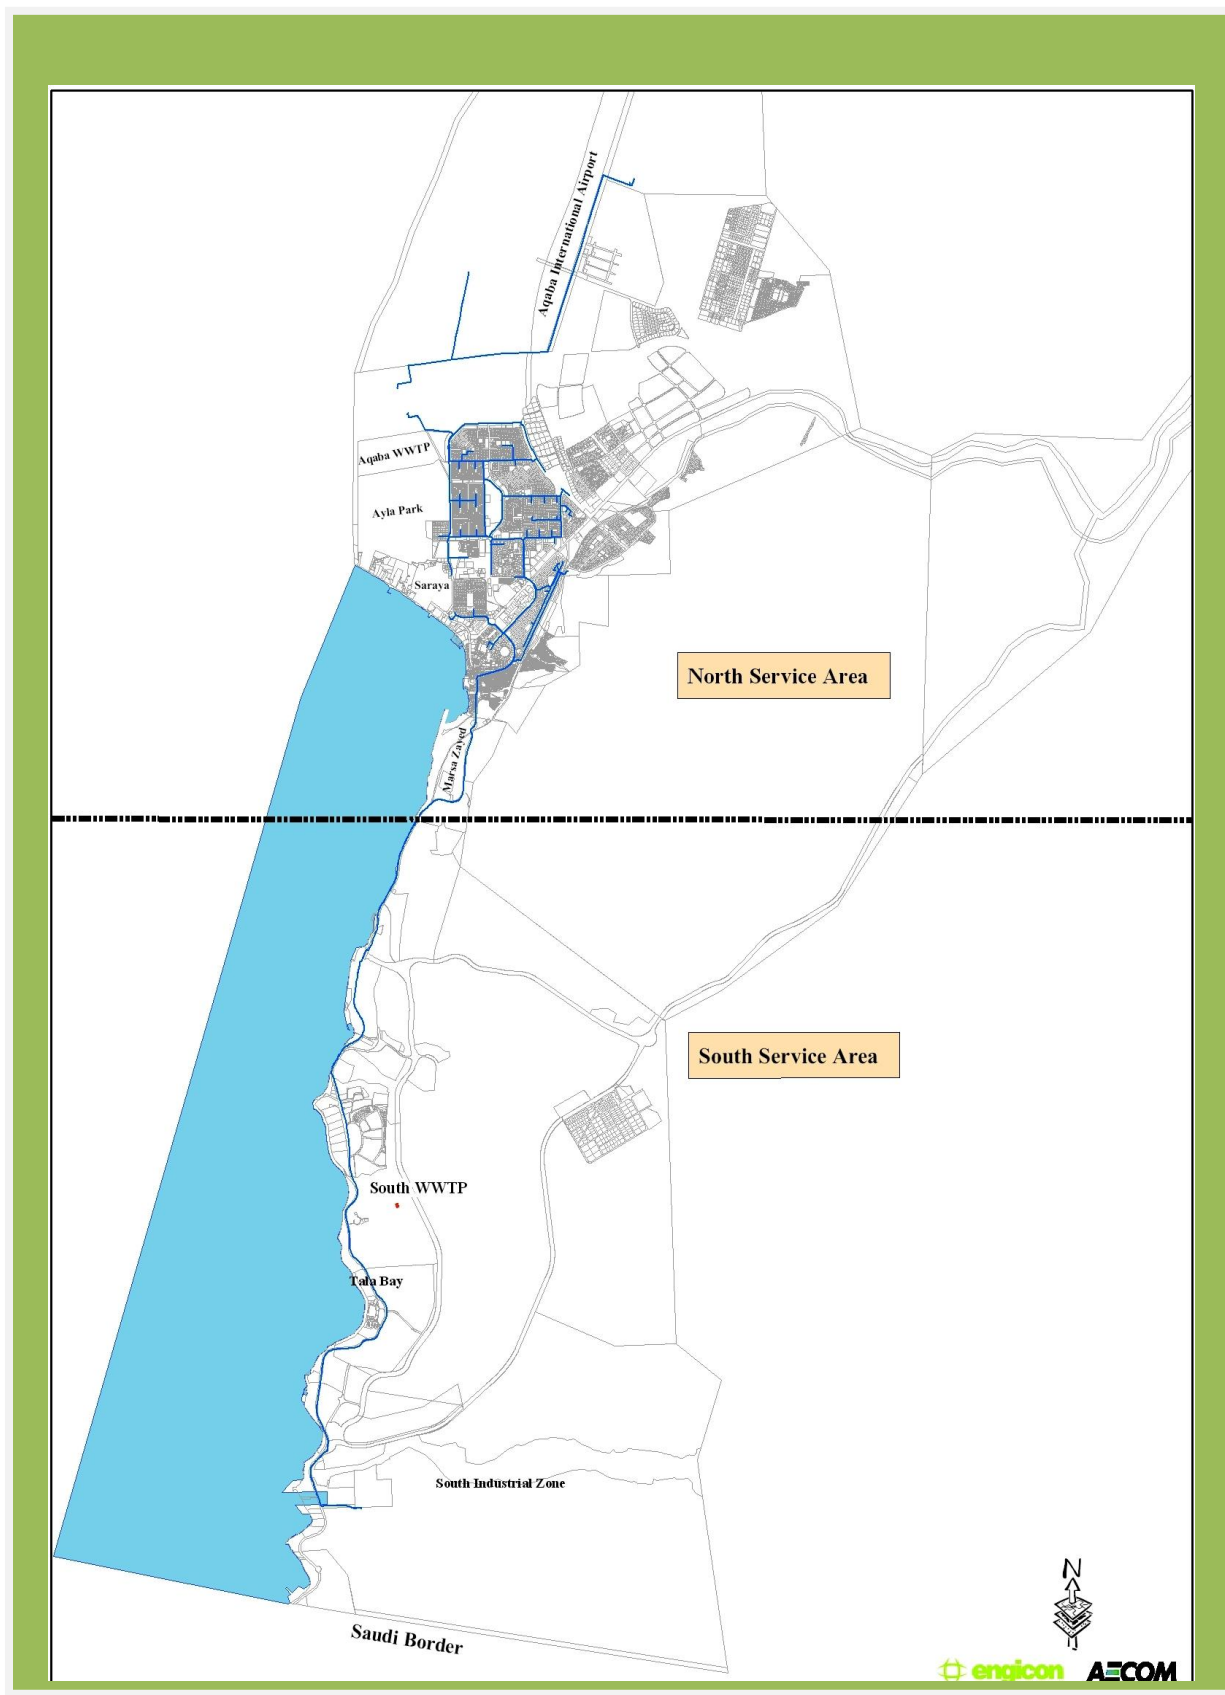 Aqaba International Airport
Aqaba WWTP
Ayla Park
Saraya
North Service Area
Marsa Zayed
South Service Area
South WWTP
Tala Bay
South Industrial Zone
N
Saudi Border
engicon
AECOM